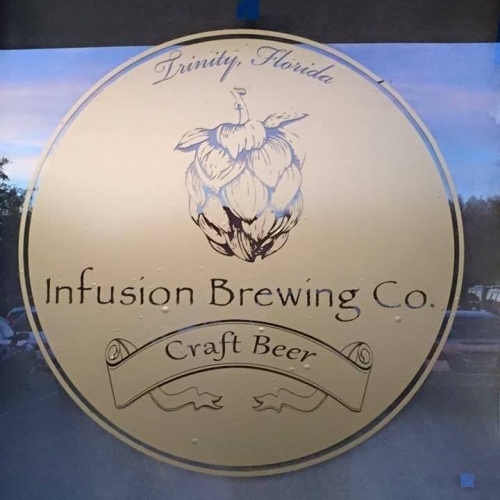 Trinity, Florida
Infusion Brewing Co.
Craft Beer